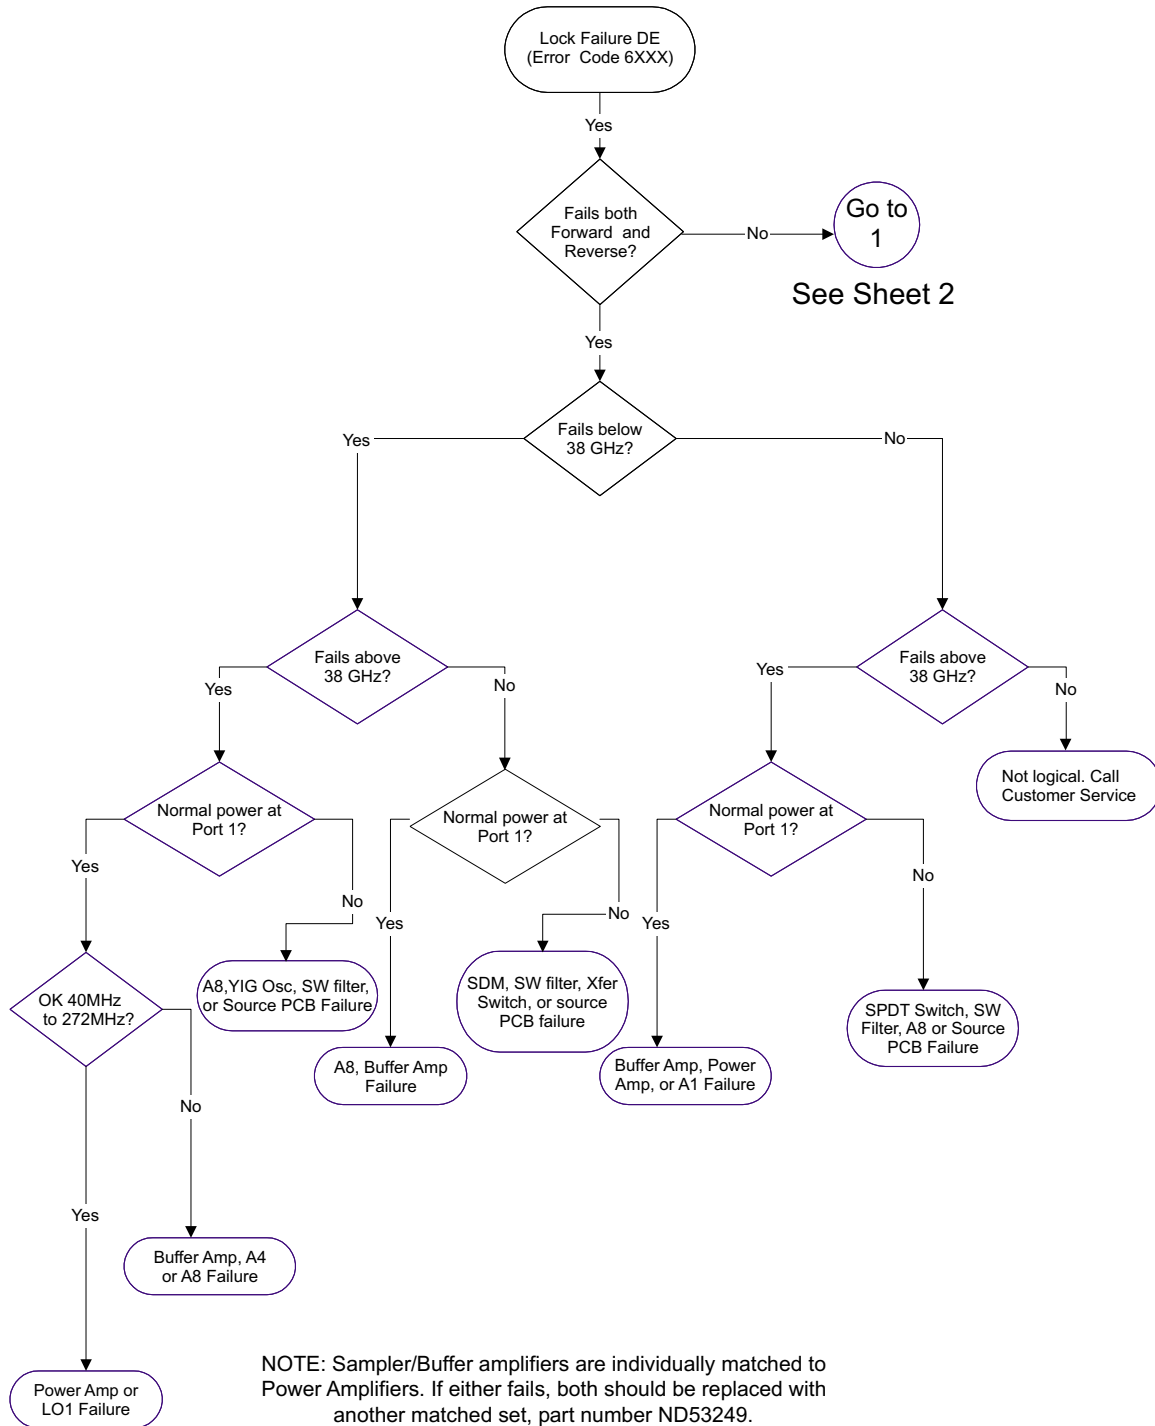 Lock Failure DE
(Error Code 6XXX)
Yes
Fails both
Forward and
Reverse?
No
Go to
1
See Sheet 2
Yes
Fails below
38 GHz?
Yes
No
Fails above
38 GHz?
Yes
No
Fails above
38 GHz?
Yes
No
Not logical. Call
Customer Service
Normal power at
Port 1?
Yes
No
Normal power at
Port 1?
Yes
No
Normal power at
Port 1?
Yes
No
A8,YIG Osc, SW filter,
or Source PCB Failure
SDM, SW filter, Xfer
Switch, or source
PCB failure
SPDT Switch, SW
Filter, A8 or Source
PCB Failure
OK 40MHz
to 272MHz?
A8, Buffer Amp
Failure
Buffer Amp, Power
Amp, or A1 Failure
No
Yes
Buffer Amp, A4
or A8 Failure
Power Amp or
LO1 Failure
NOTE: Sampler/Buffer amplifiers are individually matched to
Power Amplifiers. If either fails, both should be replaced with
another matched set, part number ND53249.